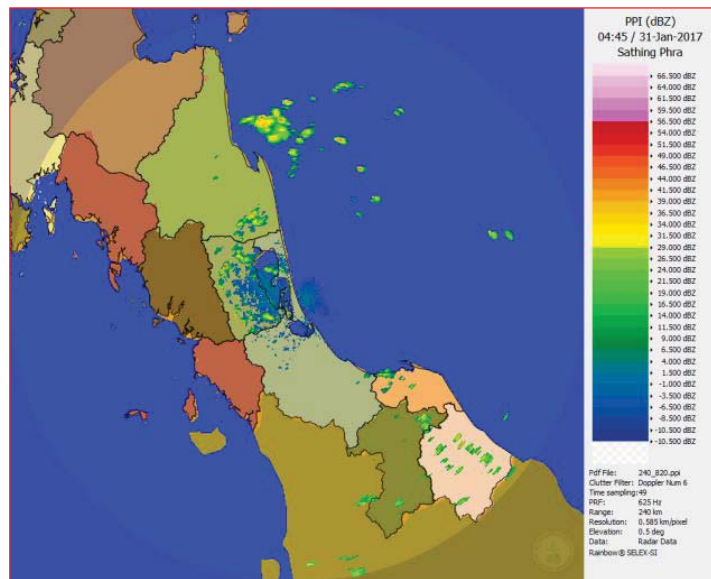 PPI (dBZ)
04:45 / 31-Jan-2017
Sathing Phra
66.500 dBZ
64.000 dBZ
61.500 dBZ
59.500 dBZ
56.500 dBZ
54.000 dBZ
51.500 dBZ
49.000 dBZ
46.500 dBZ
44.000 dBZ
41.500 dBZ
39.000 dBZ
36.500 dBZ
34.000 dBZ
31.500 dBZ
29.000 dBZ
26.500 dBZ
24.000 dBZ
21.500 dBZ
19.000 dBZ
16.500 dBZ
14.000 dBZ
11.500 dBZ
9.000 dBZ
6.500 dBZ
4.000 dBZ
1.500 dBZ
-1.000 dBZ
-3.500 dBZ
-6.500 dBZ
-8.500 dBZ
-10.500 dBZ
-10.500 dBZ
Pdf File: 240_820.ppi
Clutter Filter: Doppler Num 6
Time sampling: 49
PRF: 625 Hz
Range: 240 km
Resolution: 0.585 km/pixel
Elevation: 0.5 deg
Data: Radar Data
Rainbow® SELEX-SI